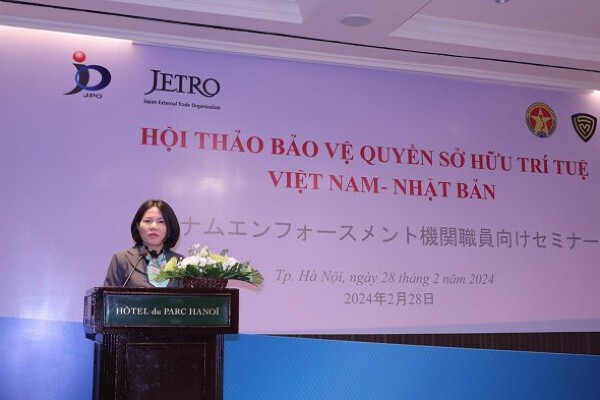 JPO
JETRO
Japan External Trade Organization
HỘI THẢO BẢO VỆ QUYỀN SỞ HỮU TRÍ TUỆ
VIỆT NAM- NHẬT BẢN
ナムエンフォースメント機関職員向けセミナー
Tp. Hà Nội, ngày 28 tháng 2 năm 2024
2024年2月28日
HÔTEL du PARC HANOÏ